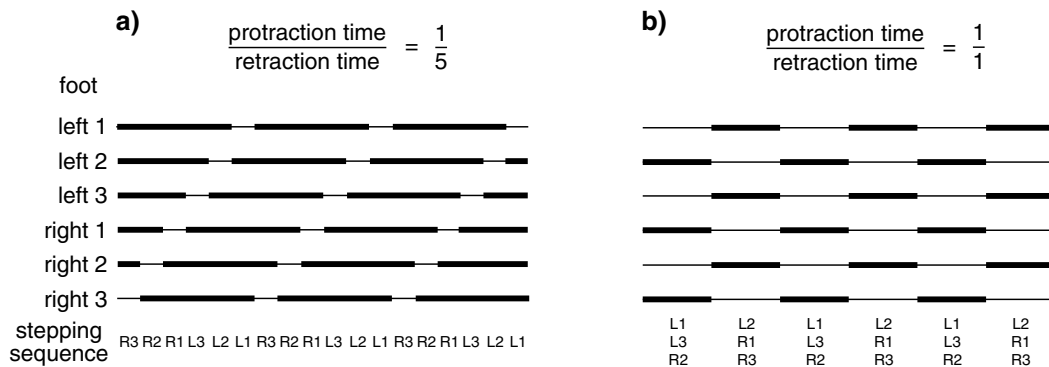 a)
protraction time
retraction time
=
1
5
b)
protraction time
retraction time
=
1
1
foot
left 1
left 2
left 3
right 1
right 2
right 3
stepping
sequence
R3 R2 R1 L3 L2 L1 R3 R2 R1 L3 L2 L1 R3 R2 R1 L3 L2 L1
L1 L2 L1 L2 L1 L2
L3 R1 L3 R1 L3 R1
R2 R3 R2 R3 R2 R3